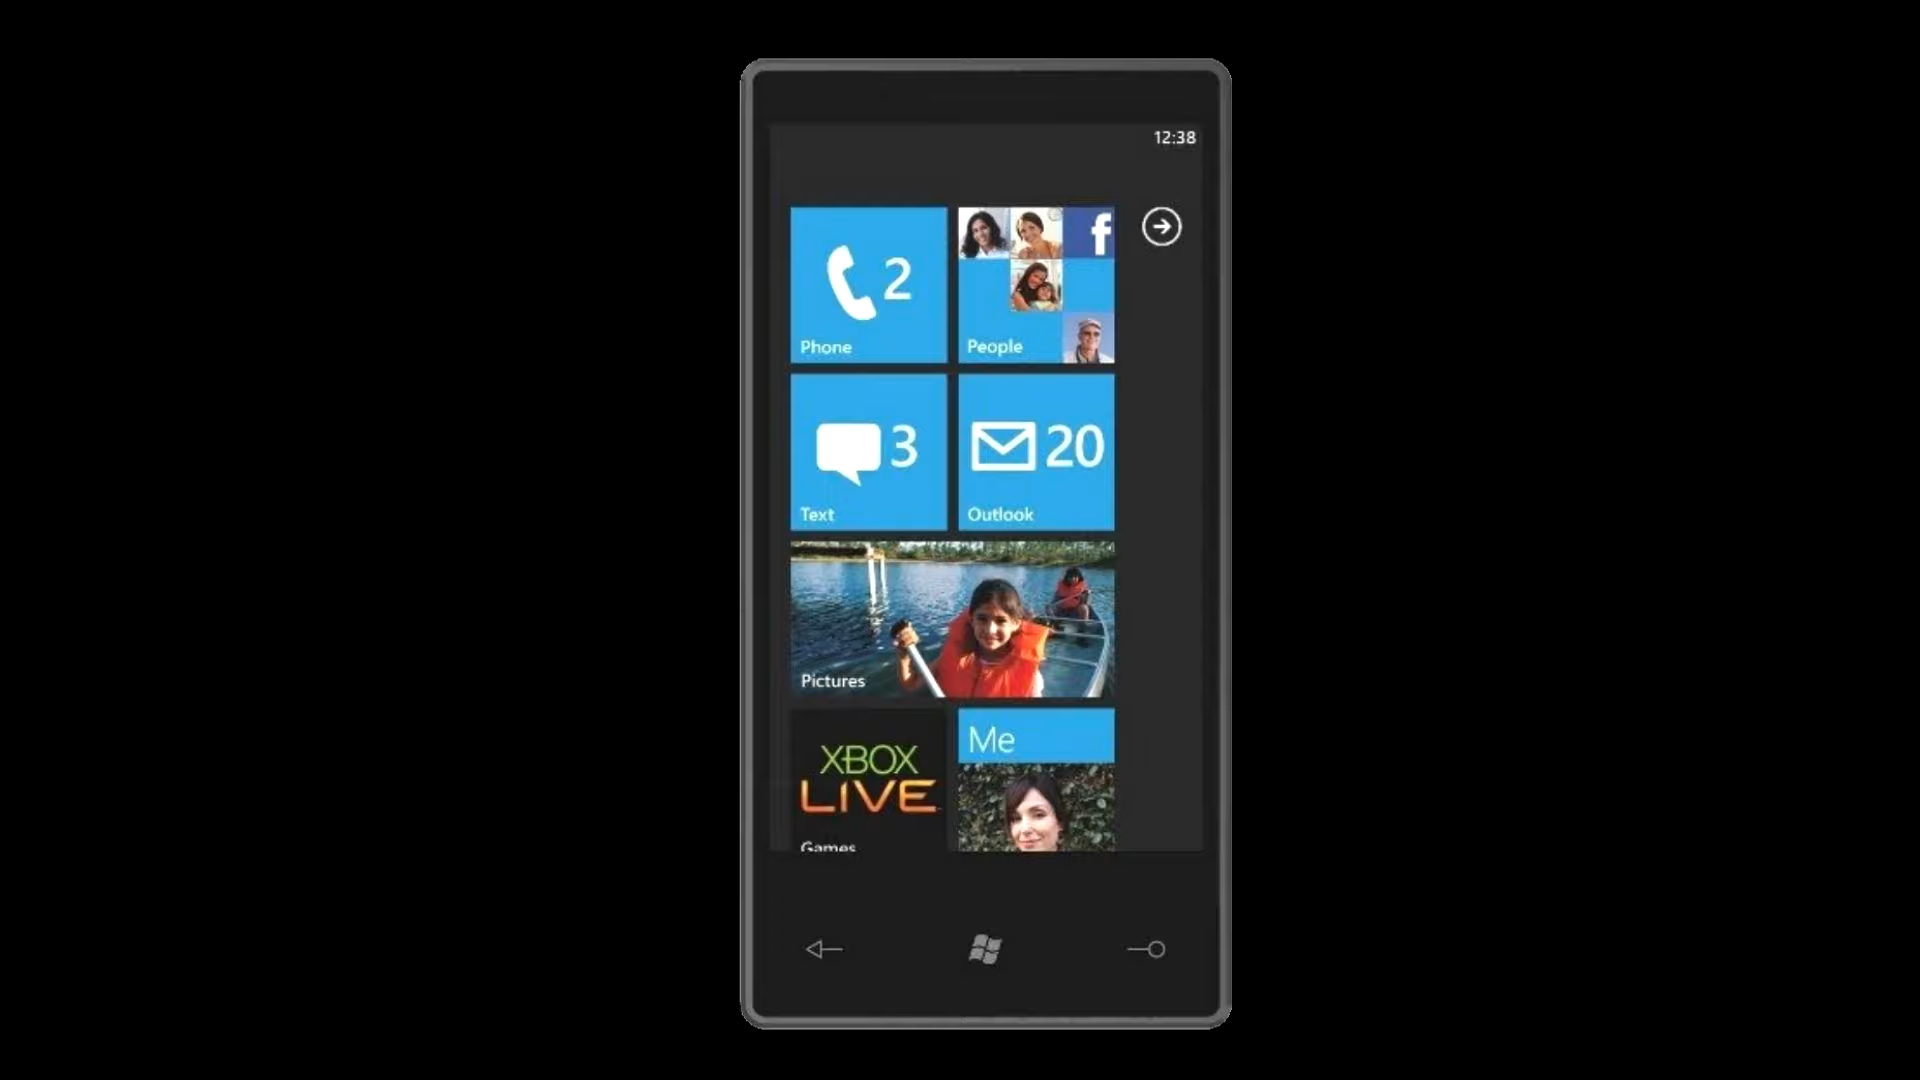 12:38
2
Phone
f
People
3
Text
20
Outlook
Pictures
XBOX
LIVE
Games
Me